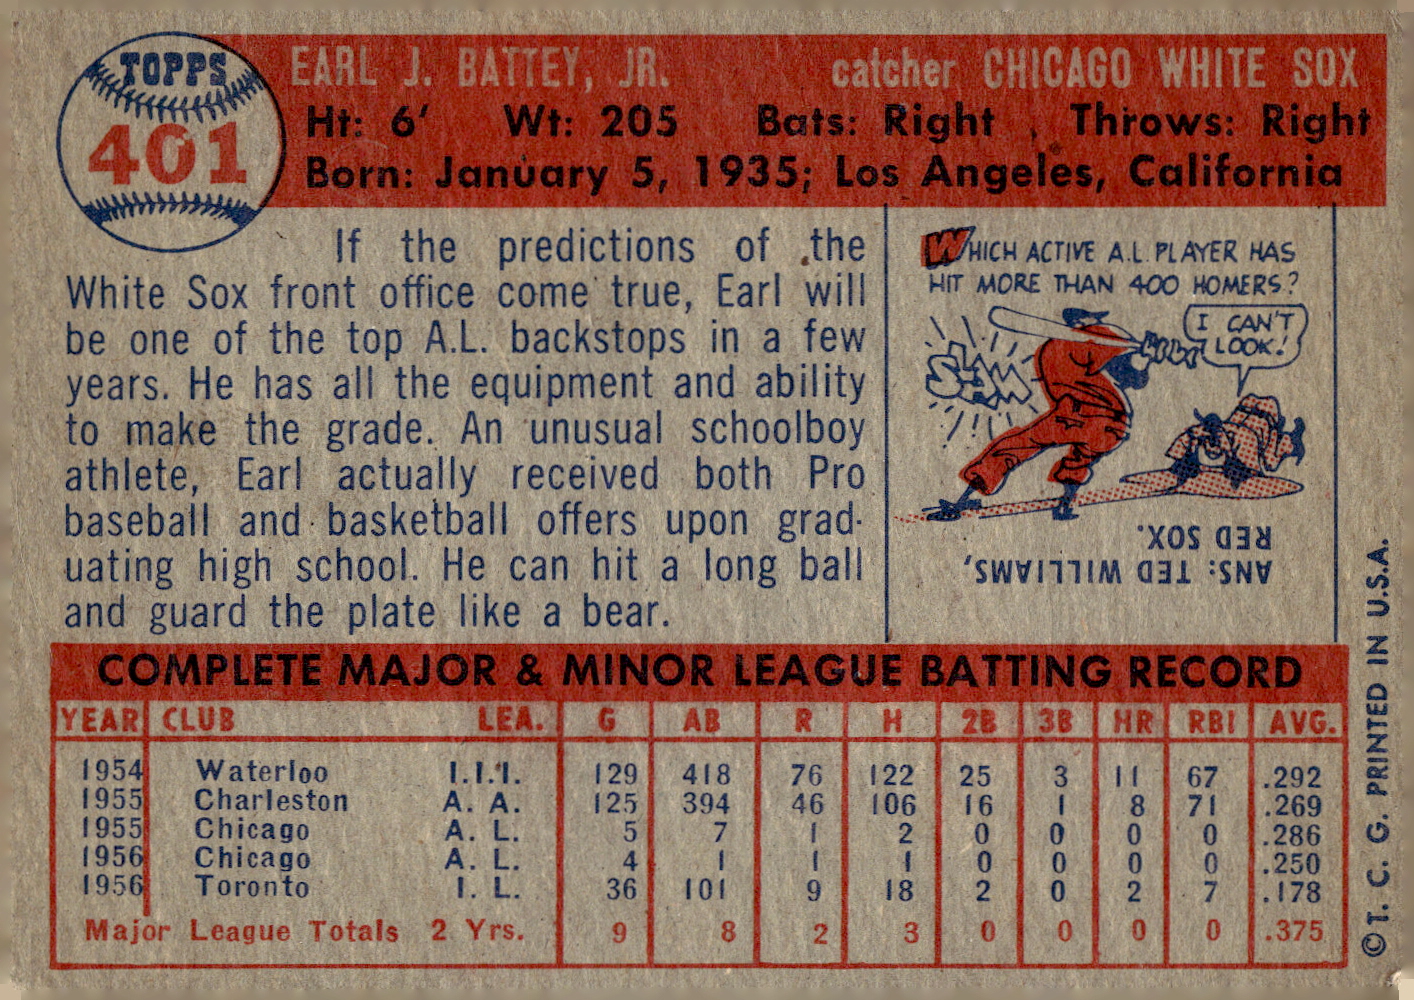 TOPPS
401
EARL J. BATTEY, JR. catcher CHICAGO WHITE SOX
Ht: 6' Wt: 205 Bats: Right Throws: Right
Born: January 5, 1935; Los Angeles, California
If the predictions of the
White Sox front office come true, Earl will
be one of the top A.L. backstops in a few
years. He has all the equipment and ability
to make the grade. An unusual schoolboy
athlete, Earl actually received both Pro
baseball and basketball offers upon grad-
uating high school. He can hit a long ball
and guard the plate like a bear.
WHICH ACTIVE A.L. PLAYER HAS
HIT MORE THAN 400 HOMERS?
I CAN'T
LOOK!
SLAM
ANS: TED WILLIAMS,
RED SOX.
COMPLETE MAJOR & MINOR LEAGUE BATTING RECORD
YEAR CLUB LEA. G AB R H 2B 3B HR RBI AVG.
1954 Waterloo I.I.I. 129 418 76 122 25 3 11 67 .292
1955 Charleston A. A. 125 394 46 106 16 1 8 71 .269
1955 Chicago A. L. 5 7 1 2 0 0 0 0 .286
1956 Chicago A. L. 4 1 1 1 0 0 0 0 .250
1956 Toronto I. L. 36 101 9 18 2 0 2 7 .178
Major League Totals 2 Yrs. 9 8 2 3 0 0 0 0 .375
© T. C. G. PRINTED IN U.S.A.